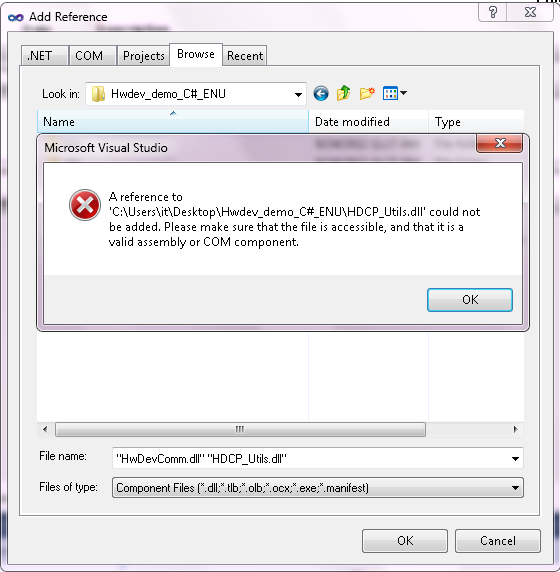 Add Reference
.NET COM Projects Browse Recent
Look in: Hwdev_demo_C#_ENU
Name Date modified Type
Microsoft Visual Studio
A reference to
'C:\Users\it\Desktop\Hwdev_demo_C#_ENU\HDCP_Utils.dll' could not
be added. Please make sure that the file is accessible, and that it is a
valid assembly or COM component.
OK
File name: "HwDevComm.dll" "HDCP_Utils.dll"
Files of type: Component Files (*.dll;*.tlb;*.olb;*.ocx;*.exe;*.manifest)
OK Cancel